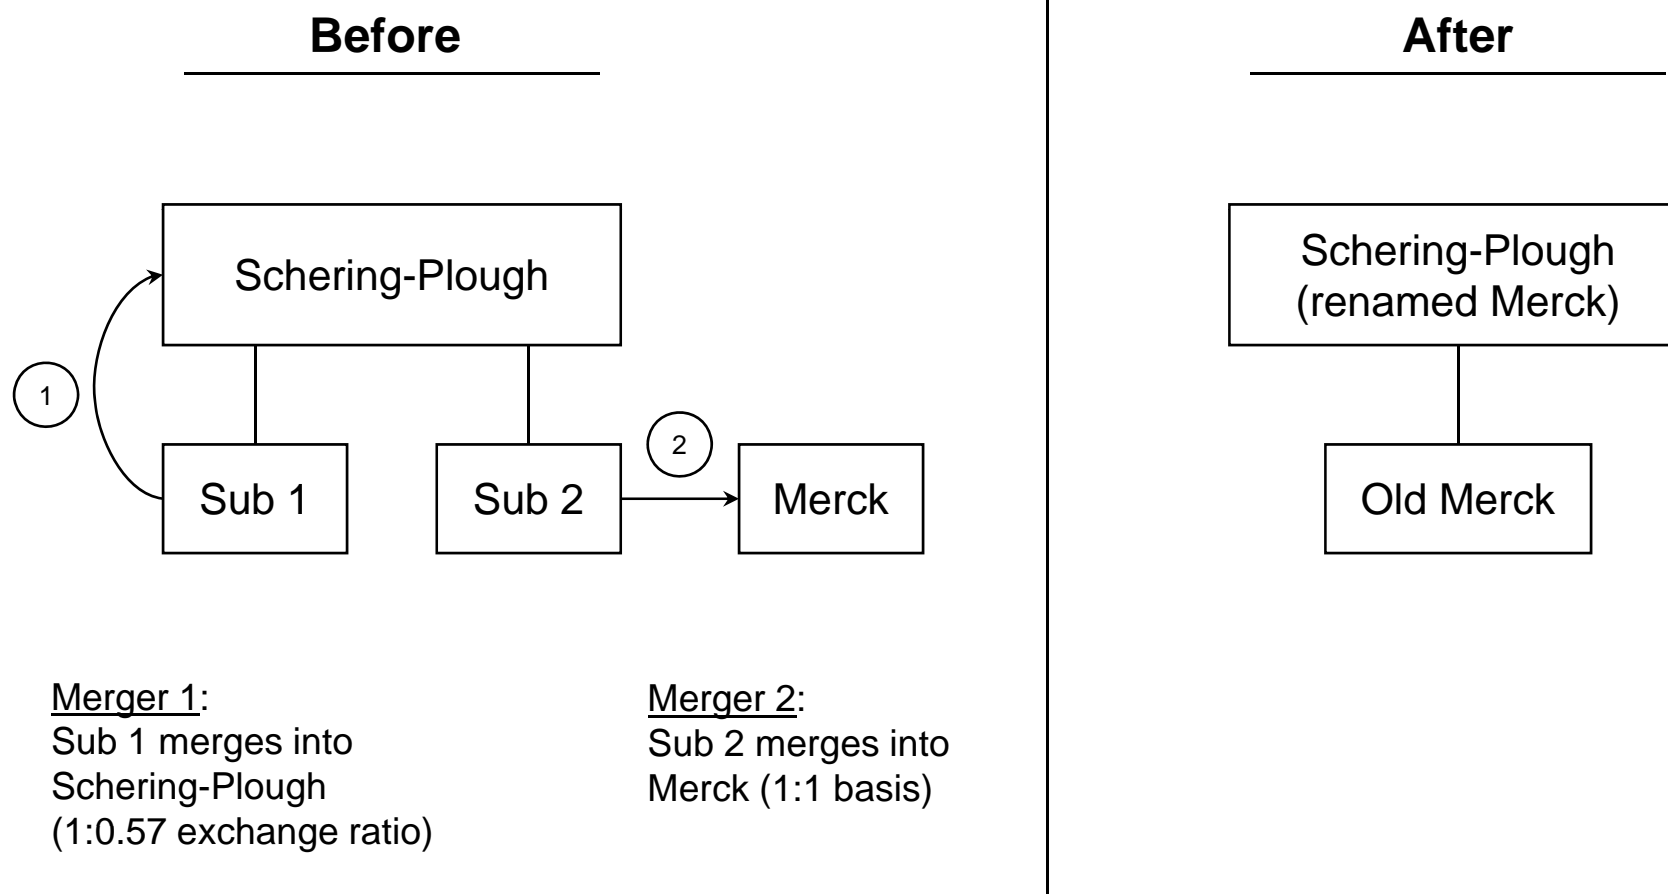 Before
After
Schering-Plough
Schering-Plough
(renamed Merck)
1
2
Sub 1
Sub 2
Merck
Old Merck
Merger 1:
Sub 1 merges into
Schering-Plough
(1:0.57 exchange ratio)
Merger 2:
Sub 2 merges into
Merck (1:1 basis)